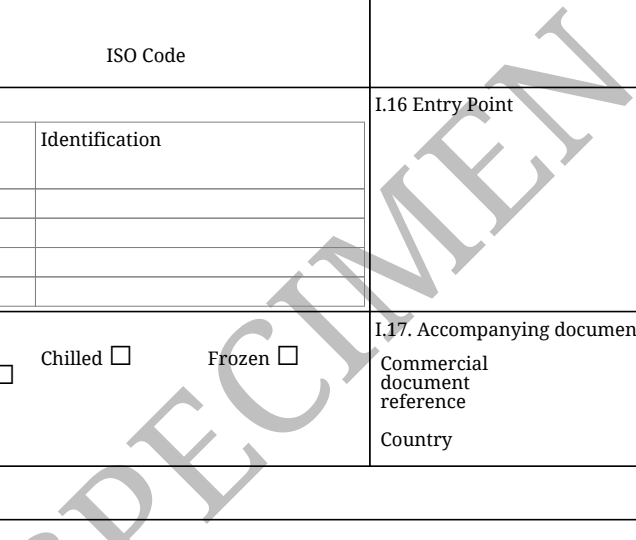 ISO Code
I.16 Entry Point
Identification
I.17. Accompanying documen
Chilled
Frozen
Commercial
document
reference
Country
SPECIMEN